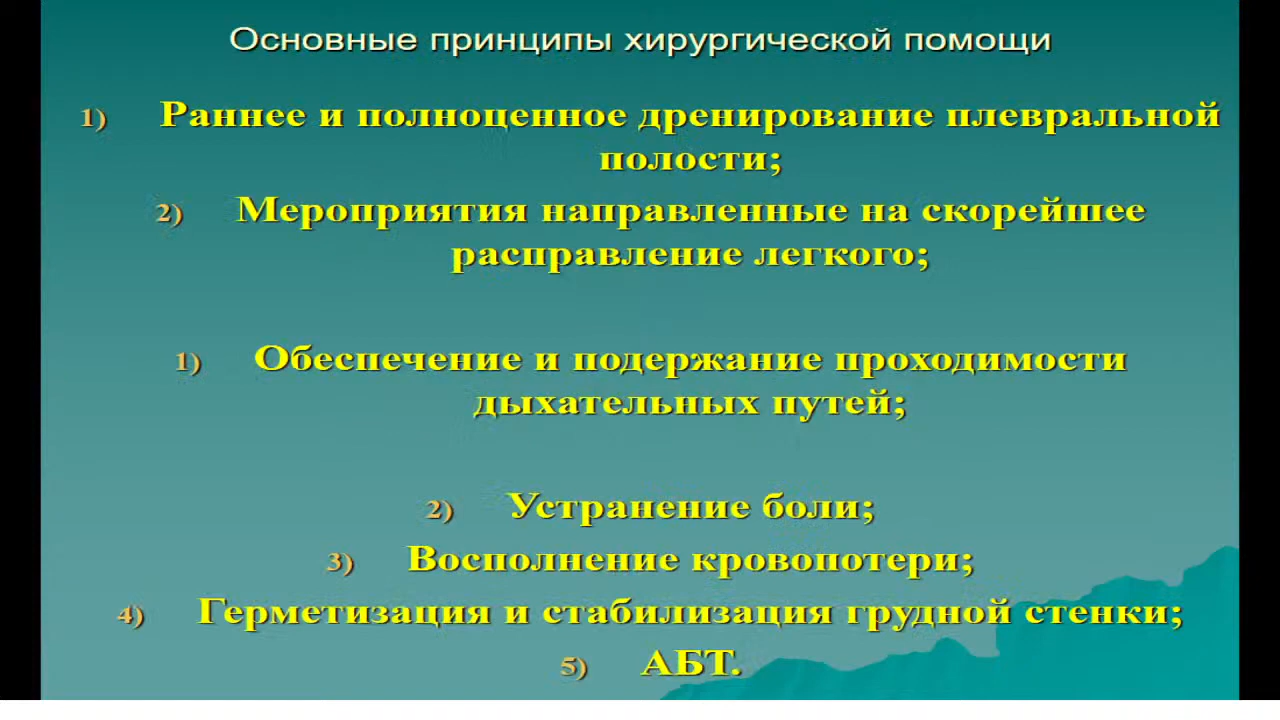 Основные принципы хирургической помощи
1) Раннее и полноценное дренирование плевральной
полости;
2) Мероприятия направленные на скорейшее
расправление легкого;
1) Обеспечение и подержание проходимости
дыхательных путей;
2) Устранение боли;
3) Восполнение кровопотери;
4) Герметизация и стабилизация грудной стенки;
5) АБТ.